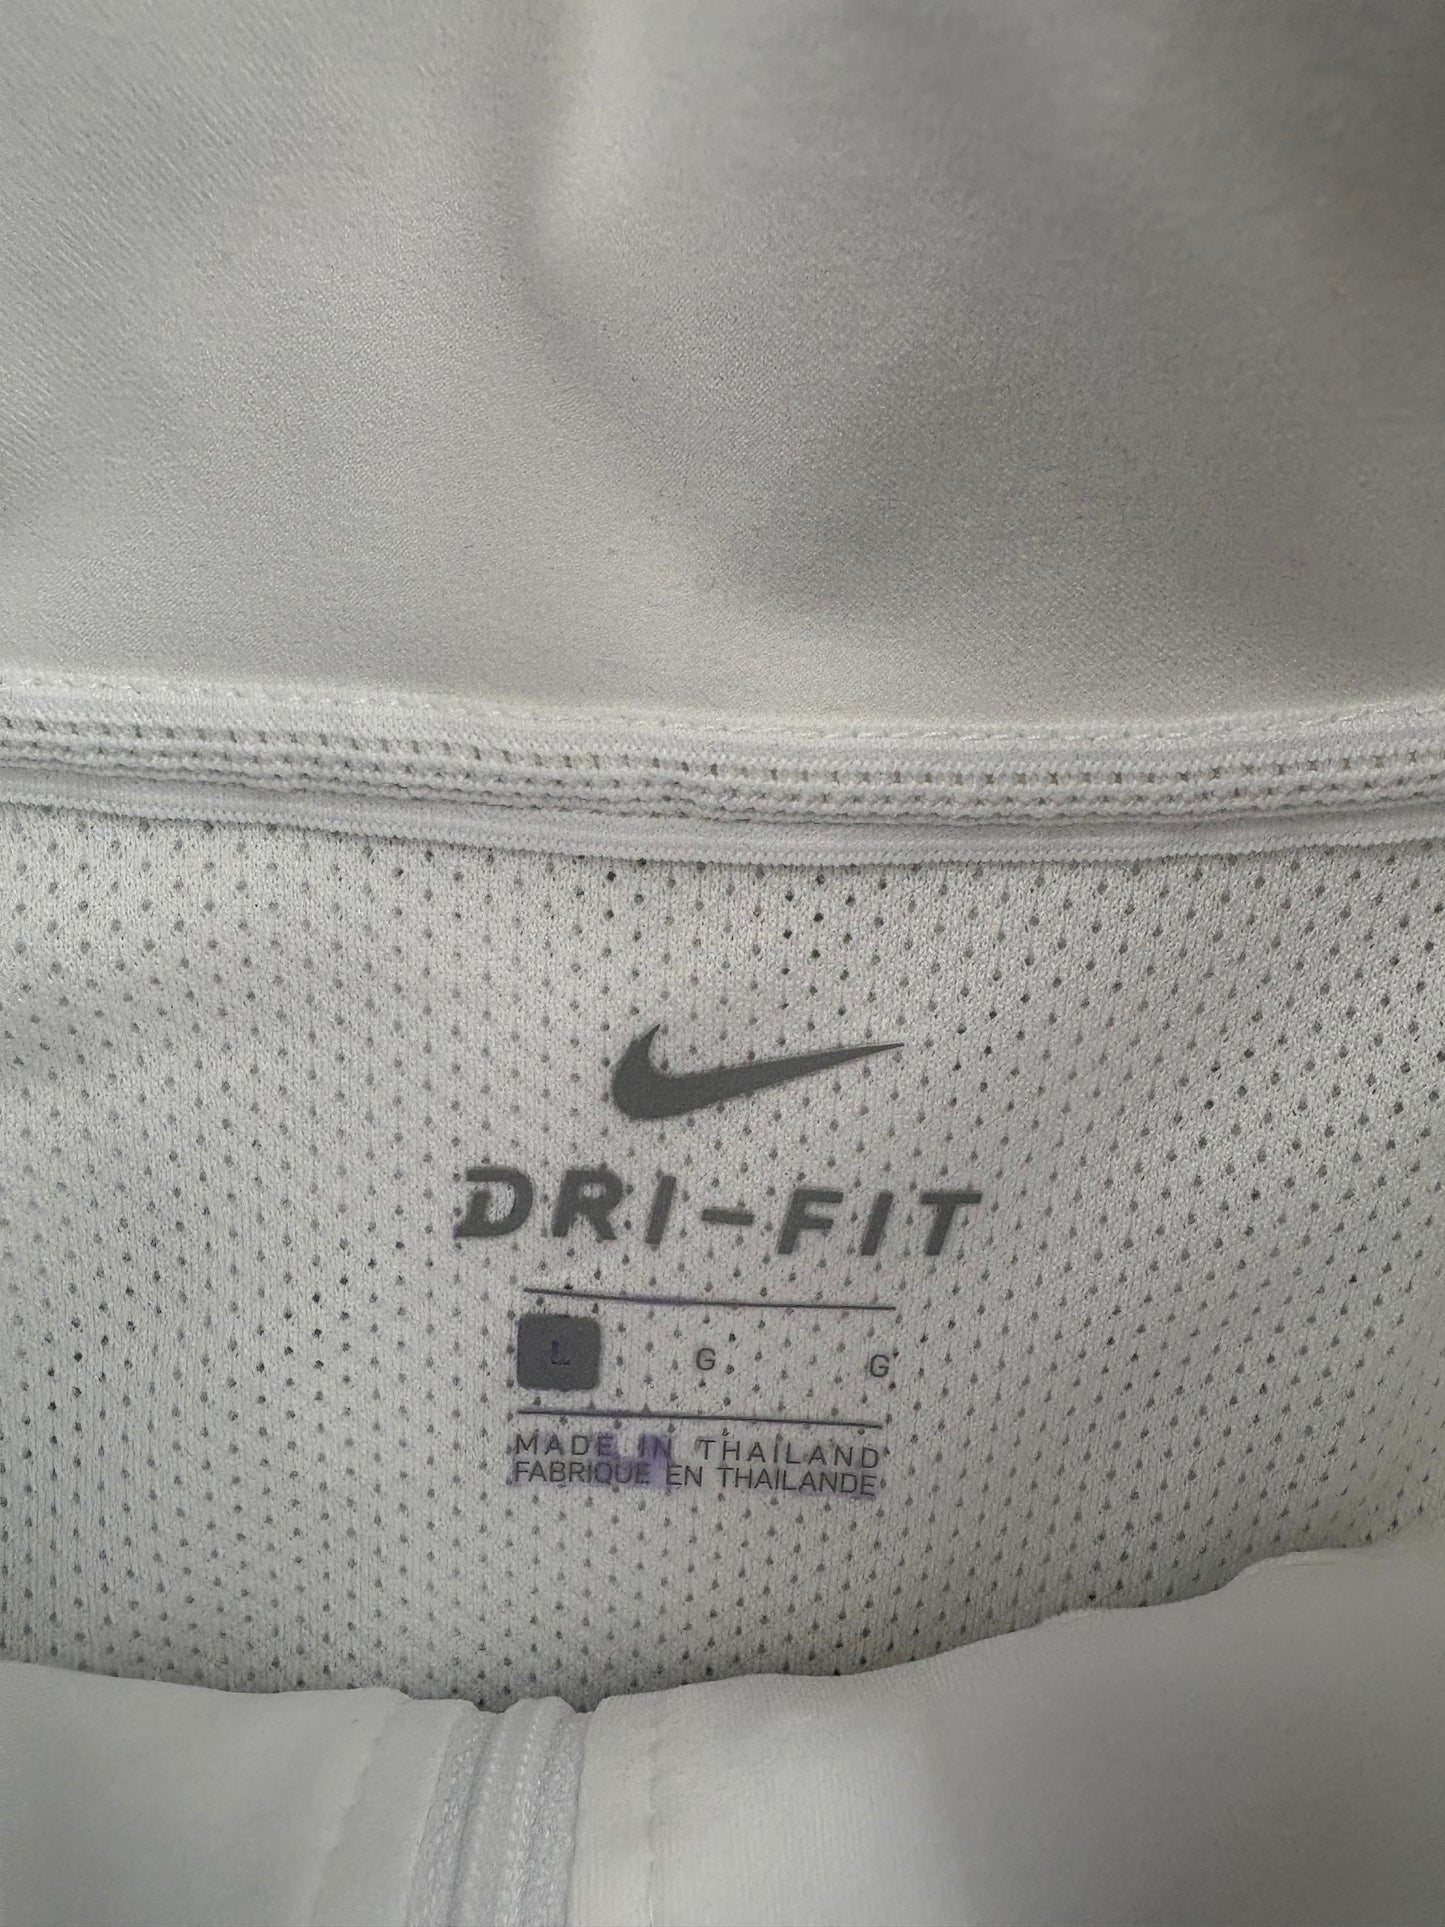 DRI-FIT
L G G
MADE IN THAILAND
FABRIQUE EN THAILANDE